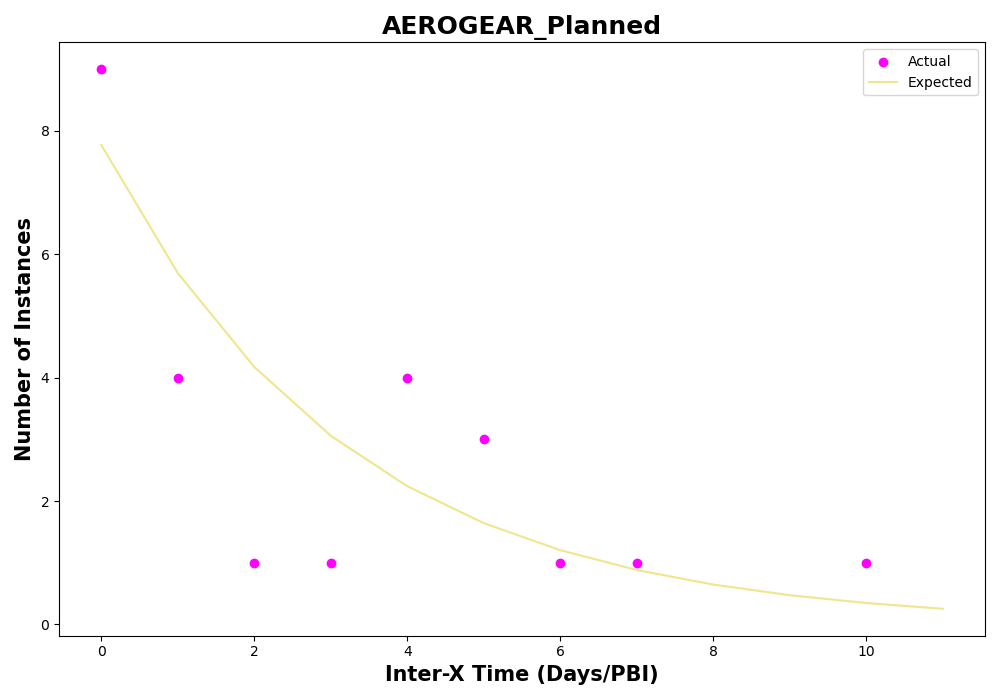 AEROGEAR_Planned
Actual
Expected
Number of Instances
8
6
4
2
0
0 2 4 6 8 10
Inter-X Time (Days/PBI)